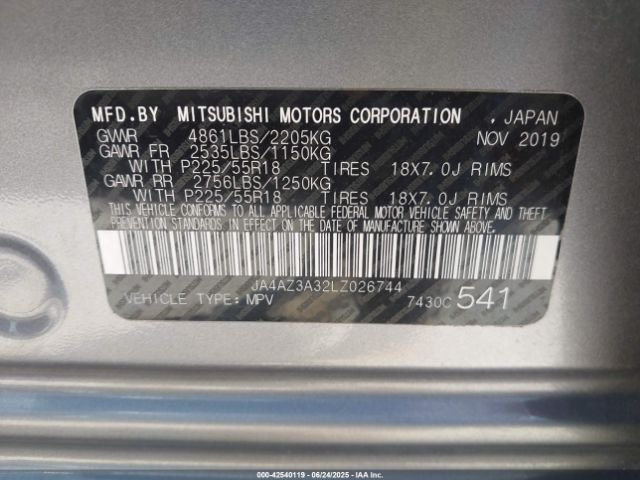 MFD.BY MITSUBISHI MOTORS CORPORATION , JAPAN
GVWR 4861LBS/2205KG NOV 2019
GAWR FR 2535LBS/1150KG
WITH P225/55R18 TIRES 18X7.0J RIMS
GAWR RR 2756LBS/1250KG
WITH P225/55R18 TIRES 18X7.0J RIMS
THIS VEHICLE CONFORMS TO ALL APPLICABLE FEDERAL MOTOR VEHICLE SAFETY AND THEFT
PREVENTION STANDARDS IN EFFECT ON THE DATE OF MANUFACTURE SHOWN ABOVE.
JA4AZ3A32LZ026744
VEHICLE TYPE: MPV 7430C 541
000-42540119 06/24/2025 IAAI.COM